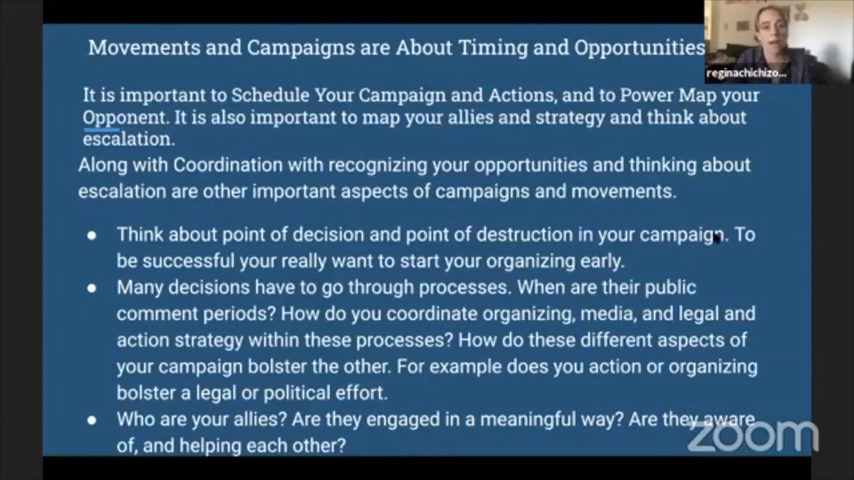 Movements and Campaigns are About Timing and Opportunities
reginachichizo...
It is important to Schedule Your Campaign and Actions, and to Power Map your
Opponent. It is also important to map your allies and strategy and think about
escalation.
Along with Coordination with recognizing your opportunities and thinking about
escalation are other important aspects of campaigns and movements.
● Think about point of decision and point of destruction in your campaign. To
be successful your really want to start your organizing early.
● Many decisions have to go through processes. When are their public
comment periods? How do you coordinate organizing, media, and legal and
action strategy within these processes? How do these different aspects of
your campaign bolster the other. For example does you action or organizing
bolster a legal or political effort.
● Who are your allies? Are they engaged in a meaningful way? Are they aware
of, and helping each other?
zoom